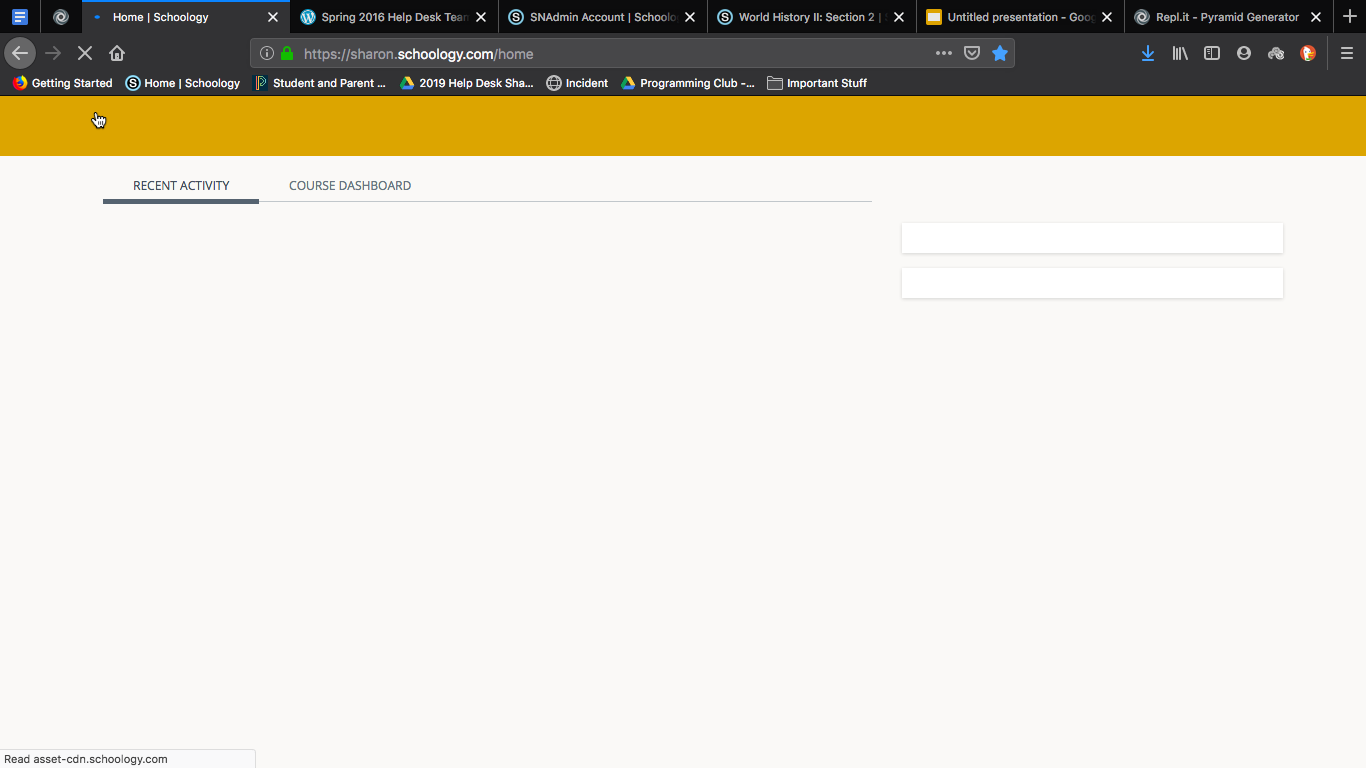 Home | Schoology
Spring 2016 Help Desk Tean
SNAdmin Account | Schoolo
World History II: Section 2 |
Untitled presentation - Goog
Repl.it - Pyramid Generator
https://sharon.schoology.com/home
Getting Started
Home | Schoology
Student and Parent ...
2019 Help Desk Sha...
Incident
Programming Club -...
Important Stuff
RECENT ACTIVITY
COURSE DASHBOARD
Read asset-cdn.schoology.com